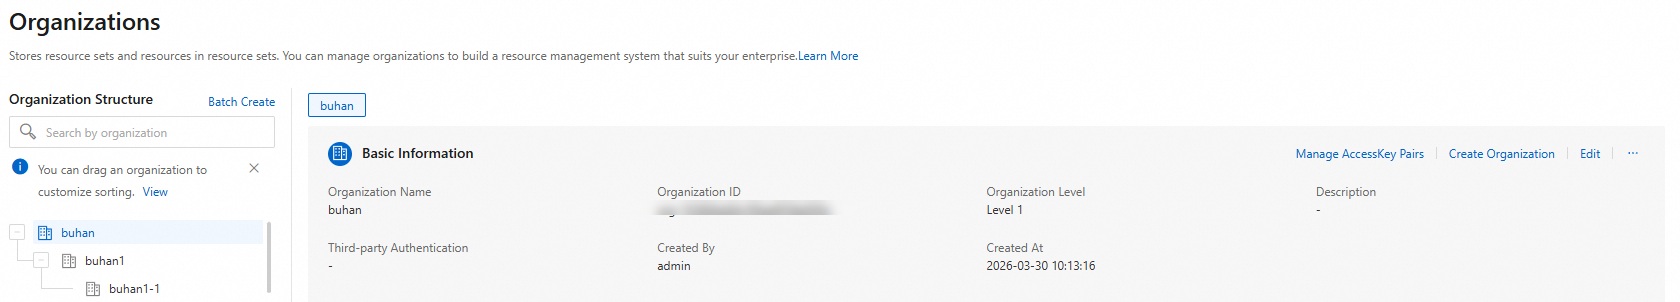 Organizations
Stores resource sets and resources in resource sets. You can manage organizations to build a resource management system that suits your enterprise.Learn More
Organization Structure
Batch Create
Search by organization
You can drag an organization to
customize sorting. View
buhan
buhan1
buhan1-1
buhan
Basic Information
Manage AccessKey Pairs
Create Organization
Edit
···
Organization Name
buhan
Organization ID
Organization Level
Level 1
Description
-
Third-party Authentication
-
Created By
admin
Created At
2026-03-30 10:13:16